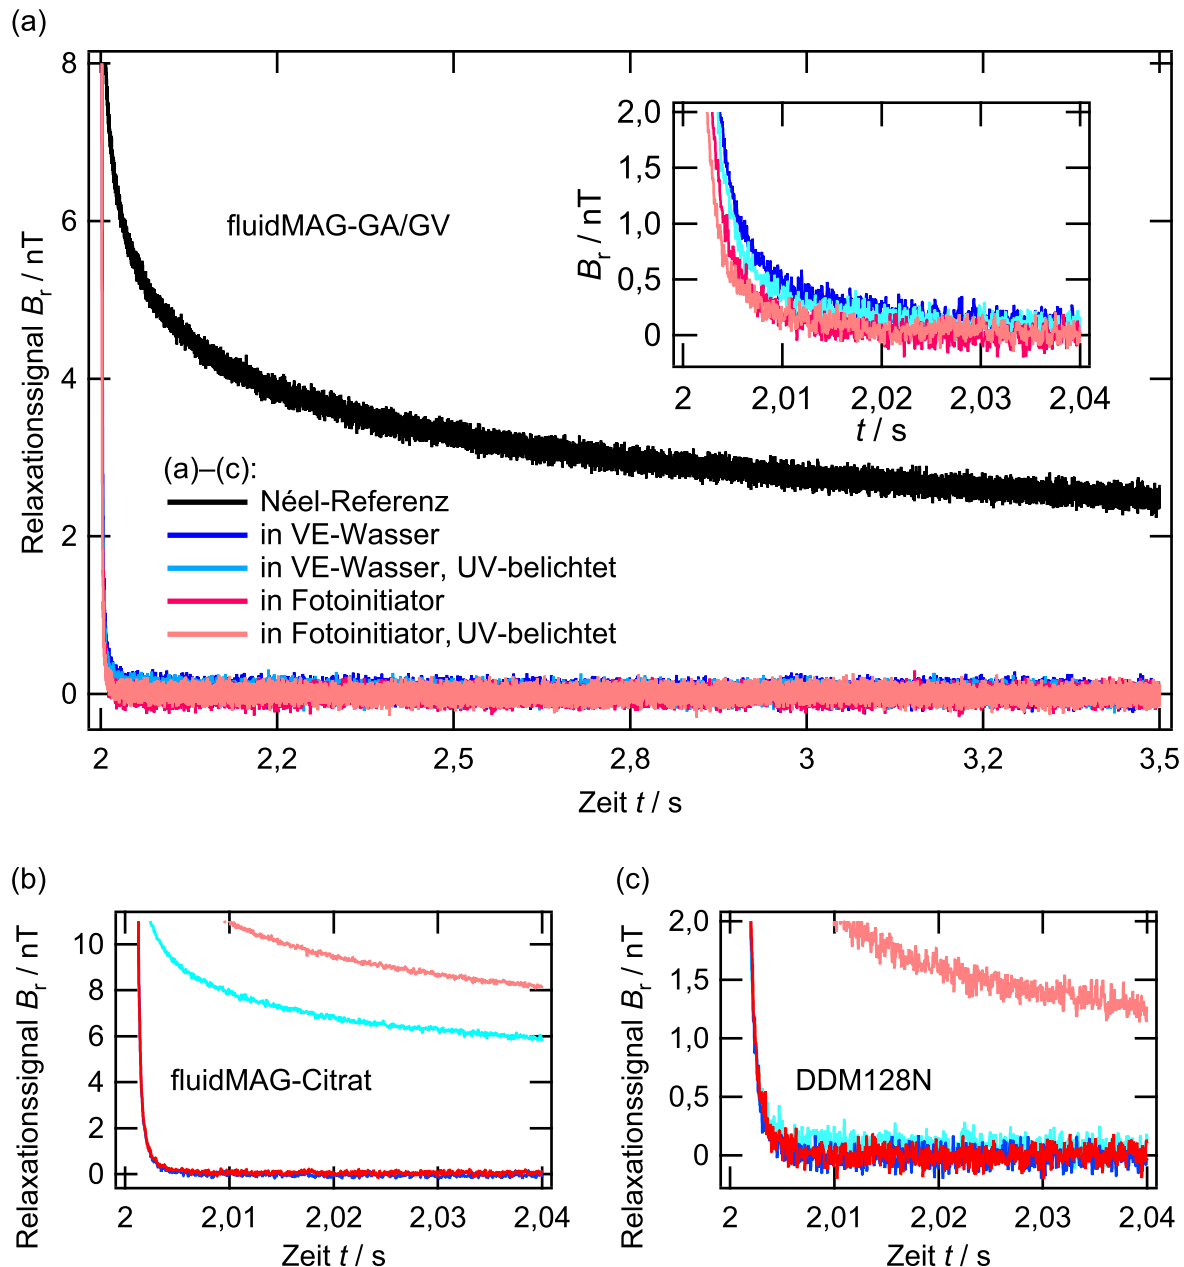 (a)
8
6
4
2
0
Relaxationssignal Br / nT
fluidMAG-GA/GV
2,0
1,5
1,0
0,5
0
Br / nT
2 2,01 2,02 2,03 2,04
t / s
(a)–(c):
Néel-Referenz
in VE-Wasser
in VE-Wasser, UV-belichtet
in Fotoinitiator
in Fotoinitiator, UV-belichtet
2 2,2 2,5 2,8 3 3,2 3,5
Zeit t / s
(b)
10
8
6
4
2
0
Relaxationssignal Br / nT
fluidMAG-Citrat
2 2,01 2,02 2,03 2,04
Zeit t / s
(c)
2,0
1,5
1,0
0,5
0
Relaxationssignal Br / nT
DDM128N
2 2,01 2,02 2,03 2,04
Zeit t / s